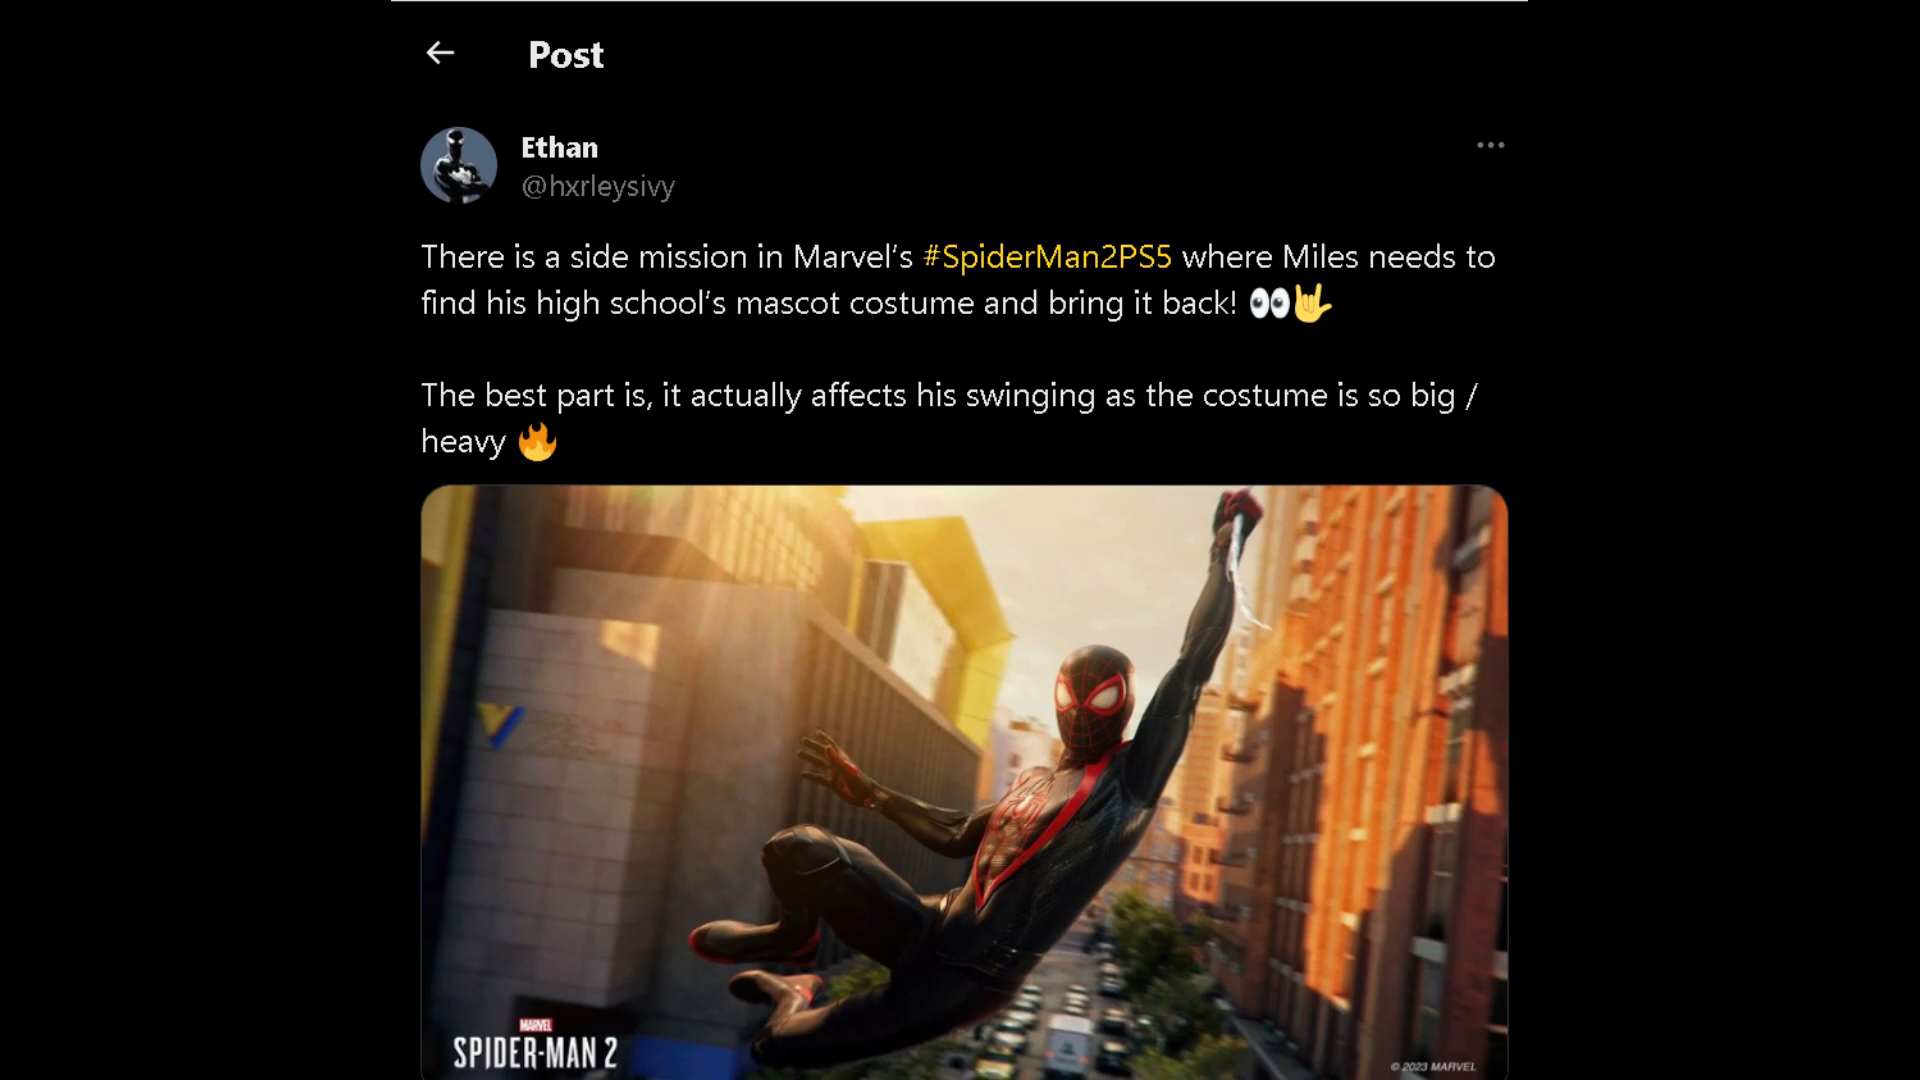 Post
Ethan
@hxrleysivy
There is a side mission in Marvel’s #SpiderMan2PS5 where Miles needs to
find his high school’s mascot costume and bring it back! 👀🤟
The best part is, it actually affects his swinging as the costume is so big /
heavy 🔥
MARVEL
SPIDER-MAN 2
© 2023 MARVEL